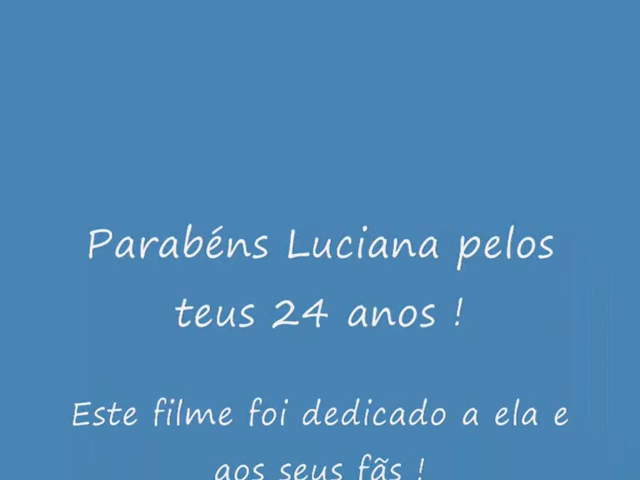 Parabéns Luciana pelos
teus 24 anos !
Este filme foi dedicado a ela e
aos seus fãs !